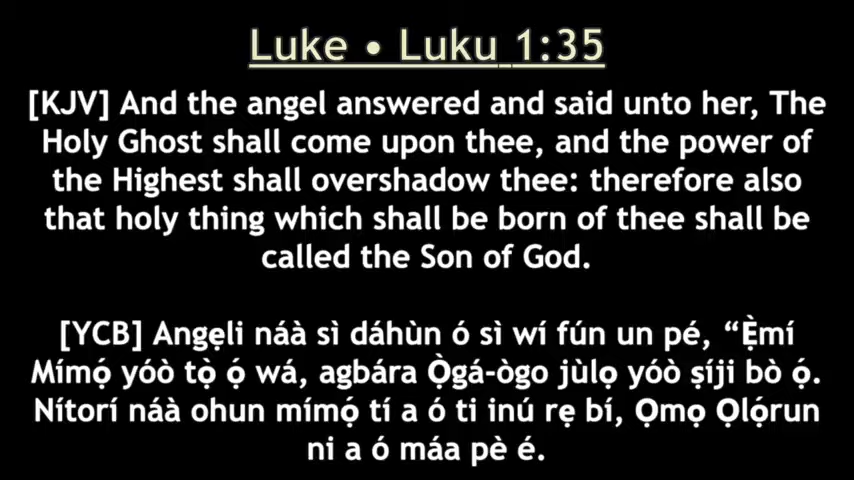 Luke • Luku 1:35
[KJV] And the angel answered and said unto her, The
Holy Ghost shall come upon thee, and the power of
the Highest shall overshadow thee: therefore also
that holy thing which shall be born of thee shall be
called the Son of God.
[YCB] Angẹli náà sì dáhùn ó sì wí fún un pé, “Ẹ̀mí
Mímọ́ yóò tọ̀ ọ́ wá, agbára Ọ̀gá-ògo jùlọ yóò ṣíji bò ọ́.
Nítorí náà ohun mímọ́ tí a ó ti inú rẹ bí, Ọmọ Ọlọ́run
ni a ó máa pè é.